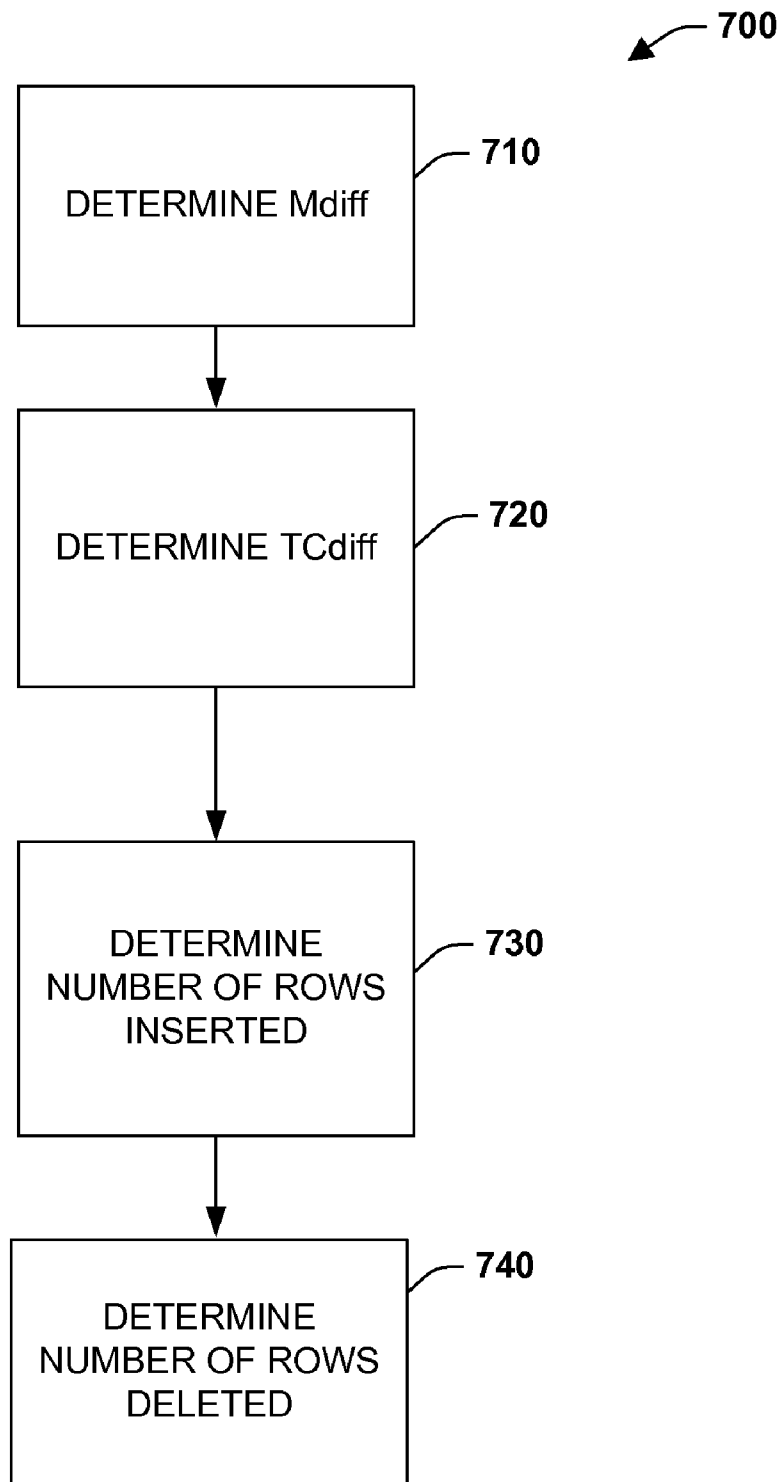 700
710
DETERMINE Mdiff
720
DETERMINE TCdiff
730
DETERMINE
NUMBER OF ROWS
INSERTED
740
DETERMINE
NUMBER OF ROWS
DELETED